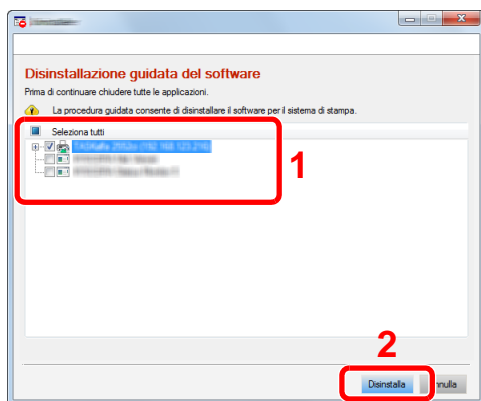 Disinstallazione guidata del software
Prima di continuare chiudere tutte le applicazioni.
La procedura guidata consente di disinstallare il software per il sistema di stampa.
Seleziona tutti
1
2
Disinstalla
nnulla